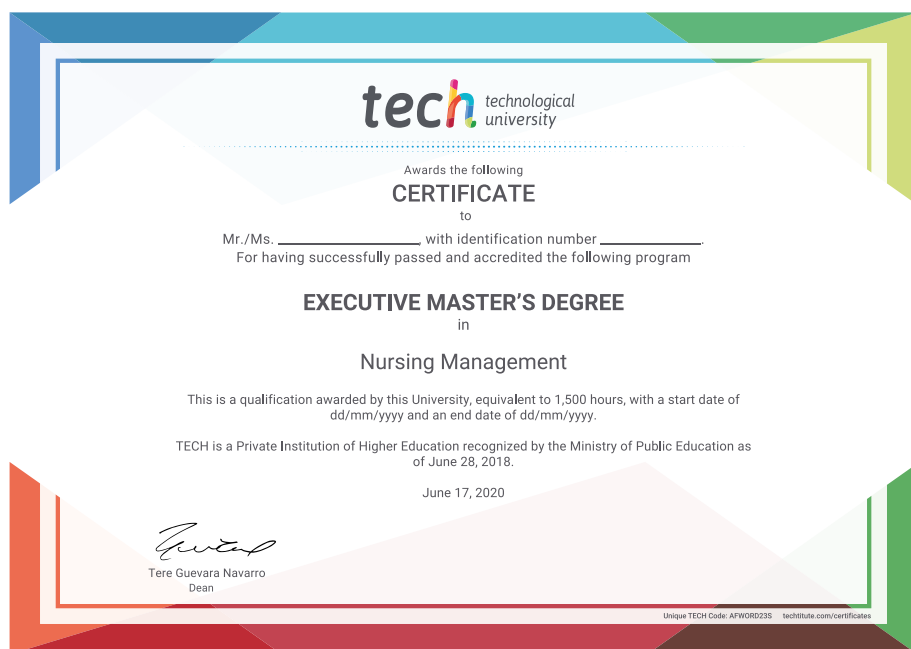 tech technological
university
Awards the following
CERTIFICATE
to
Mr./Ms. ____________________, with identification number ______________.
For having successfully passed and accredited the following program
EXECUTIVE MASTER’S DEGREE
in
Nursing Management
This is a qualification awarded by this University, equivalent to 1,500 hours, with a start date of
dd/mm/yyyy and an end date of dd/mm/yyyy.
TECH is a Private Institution of Higher Education recognized by the Ministry of Public Education as
of June 28, 2018.
June 17, 2020
Tere Guevara Navarro
Dean
Unique TECH Code: AFWORD23S techtitute.com/certificates